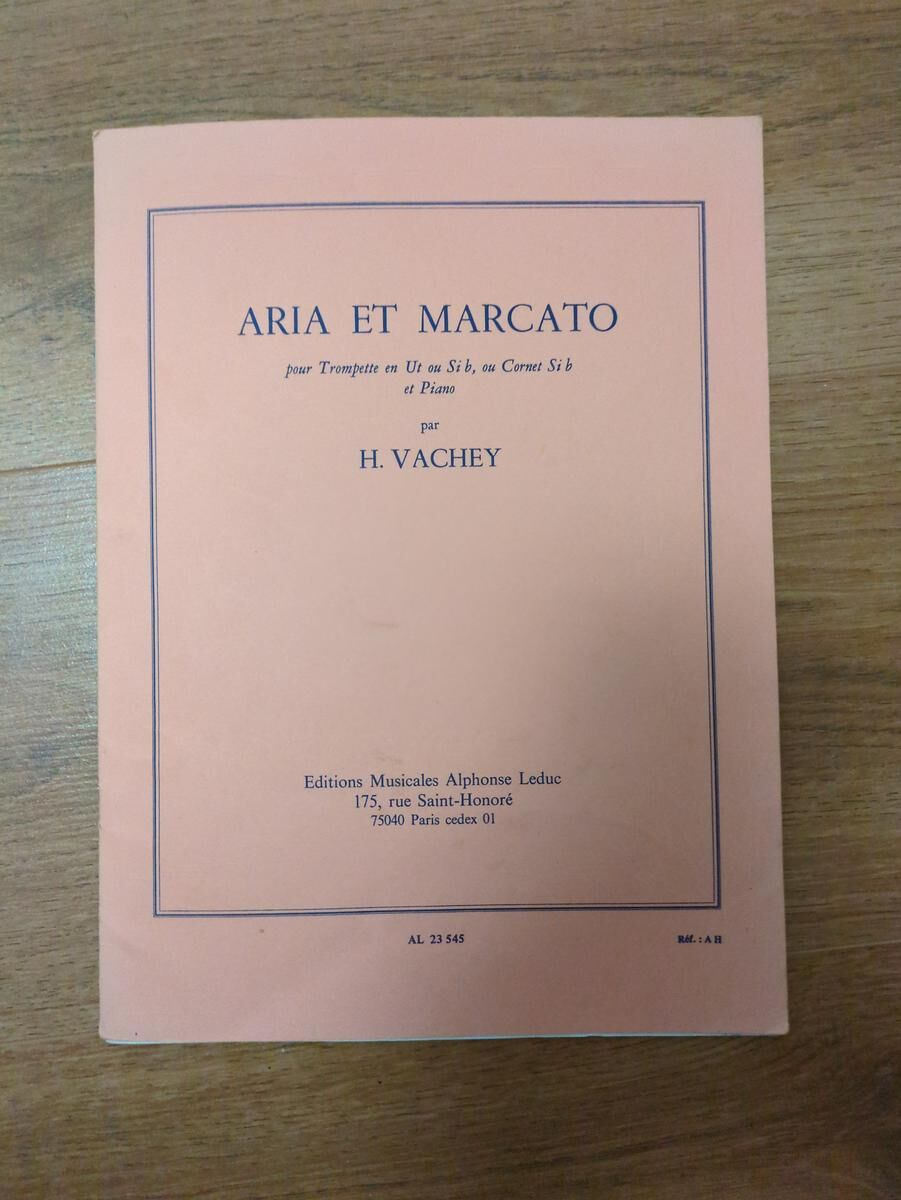 ARIA ET MARCATO
pour Trompette en Ut ou Si b, ou Cornet Si b
et Piano
par
H. VACHEY
Editions Musicales Alphonse Leduc
175, rue Saint-Honoré
75040 Paris cedex 01
AL 23 545
Réf. : A H